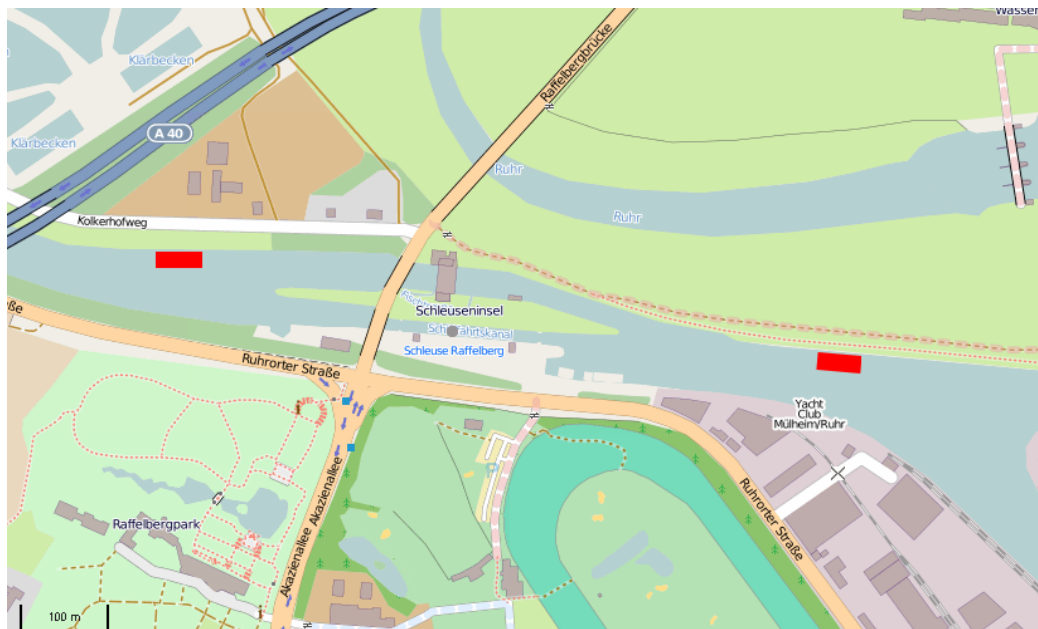 Wasser
Klärbecken
Klärbecken
A 40
Raffelbergbrücke
Ruhr
Ruhr
Kolkerhofweg
Schleuseninsel
Schleuse Raffelberg
Ruhrorter Straße
ße
Yacht
Club
Mülheim/Ruhr
Ruhrorter Straße
Akazienallee
Akazienallee
Raffelbergpark
100 m